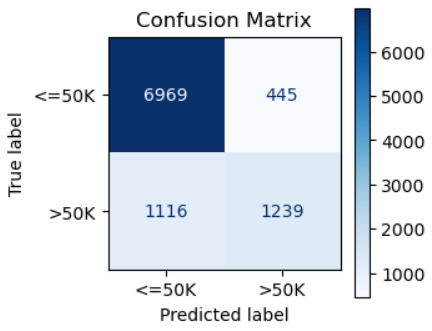 Confusion Matrix
True label
<=50K
6969
445
>50K
1116
1239
<=50K
>50K
Predicted label
6000
5000
4000
3000
2000
1000